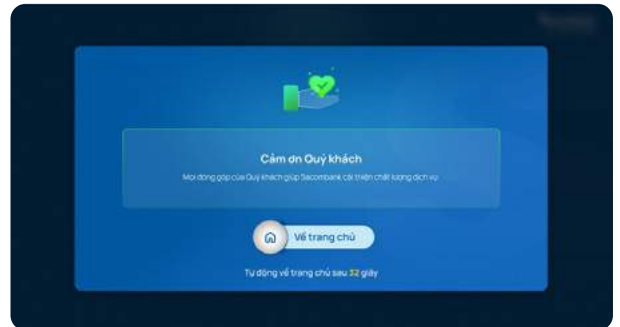 Cảm ơn Quý khách
Mọi đóng góp của Quý khách giúp Sacombank cải thiện chất lượng dịch vụ
Về trang chủ
Tự động về trang chủ sau 32 giây